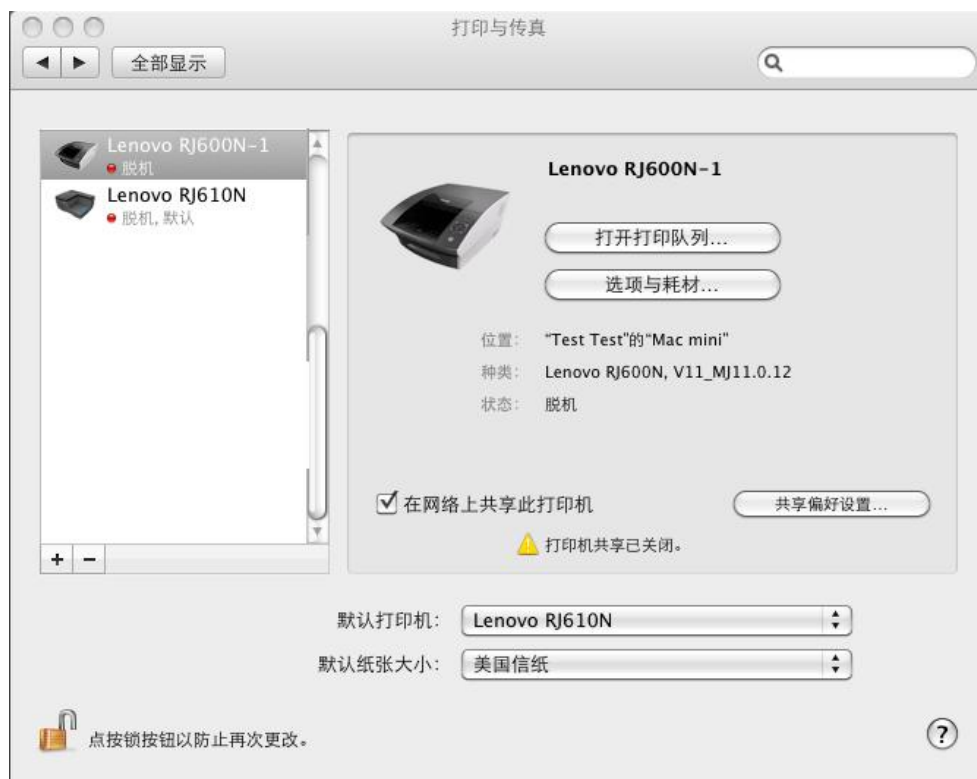 打印与传真
全部显示
Lenovo RJ600N-1
脱机
Lenovo RJ610N
脱机, 默认
Lenovo RJ600N-1
打开打印队列...
选项与耗材...
位置: “Test Test”的“Mac mini”
种类: Lenovo RJ600N, V11_MJ11.0.12
状态: 脱机
在网络上共享此打印机
共享偏好设置...
打印机共享已关闭。
+ −
默认打印机: Lenovo RJ610N
默认纸张大小: 美国信纸
点按锁按钮以防止再次更改。
?